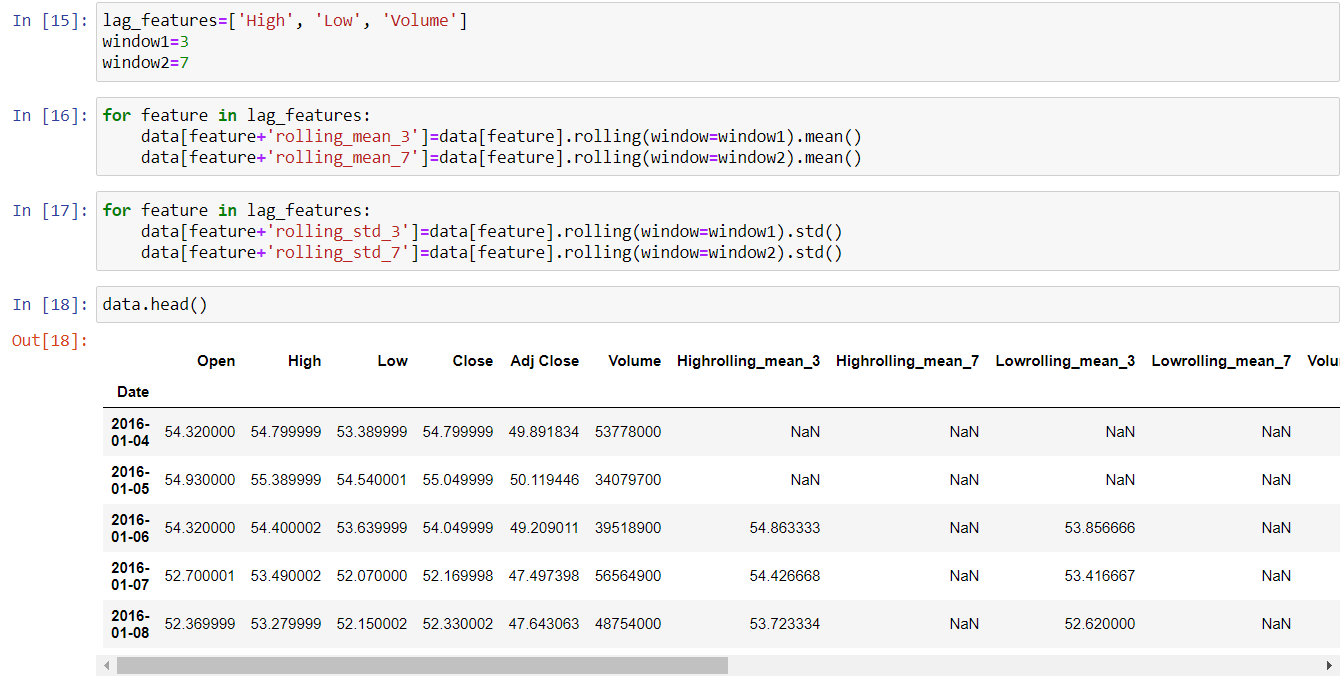 In [15]: lag_features=['High', 'Low', 'Volume']
window1=3
window2=7
In [16]: for feature in lag_features:
    data[feature+'rolling_mean_3']=data[feature].rolling(window=window1).mean()
    data[feature+'rolling_mean_7']=data[feature].rolling(window=window2).mean()
In [17]: for feature in lag_features:
    data[feature+'rolling_std_3']=data[feature].rolling(window=window1).std()
    data[feature+'rolling_std_7']=data[feature].rolling(window=window2).std()
In [18]: data.head()
Out[18]:
Open High Low Close Adj Close Volume Highrolling_mean_3 Highrolling_mean_7 Lowrolling_mean_3 Lowrolling_mean_7 Volu
Date
2016-
01-04 54.320000 54.799999 53.389999 54.799999 49.891834 53778000 NaN NaN NaN NaN
2016-
01-05 54.930000 55.389999 54.540001 55.049999 50.119446 34079700 NaN NaN NaN NaN
2016-
01-06 54.320000 54.400002 53.639999 54.049999 49.209011 39518900 54.863333 NaN 53.856666 NaN
2016-
01-07 52.700001 53.490002 52.070000 52.169998 47.497398 56564900 54.426668 NaN 53.416667 NaN
2016-
01-08 52.369999 53.279999 52.150002 52.330002 47.643063 48754000 53.723334 NaN 52.620000 NaN